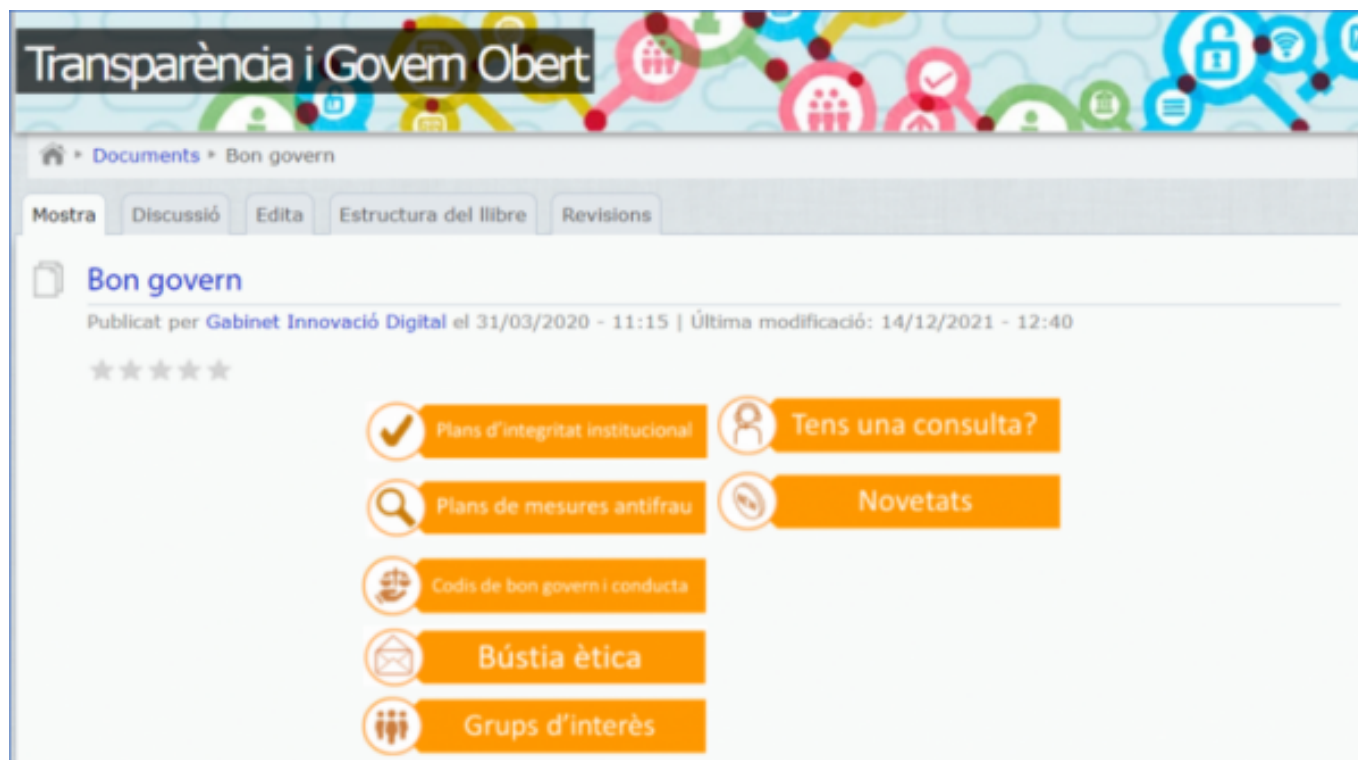 Transparència i Govern Obert
Documents ▸ Bon govern
Mostra Discussió Edita Estructura del llibre Revisions
Bon govern
Publicat per Gabinet Innovació Digital el 31/03/2020 - 11:15 | Última modificació: 14/12/2021 - 12:40
Plans d'integritat institucional
Plans de mesures antifrau
Codis de bon govern i conducta
Bústia ètica
Grups d'interès
Tens una consulta?
Novetats